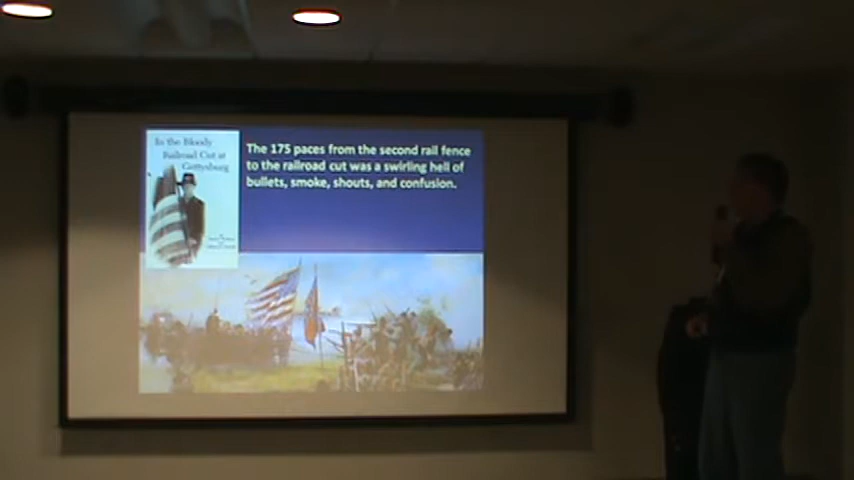 In the Bloody
Railroad Cut at
Gettysburg
The 175 paces from the second rail fence
to the railroad cut was a swirling hell of
bullets, smoke, shouts, and confusion.